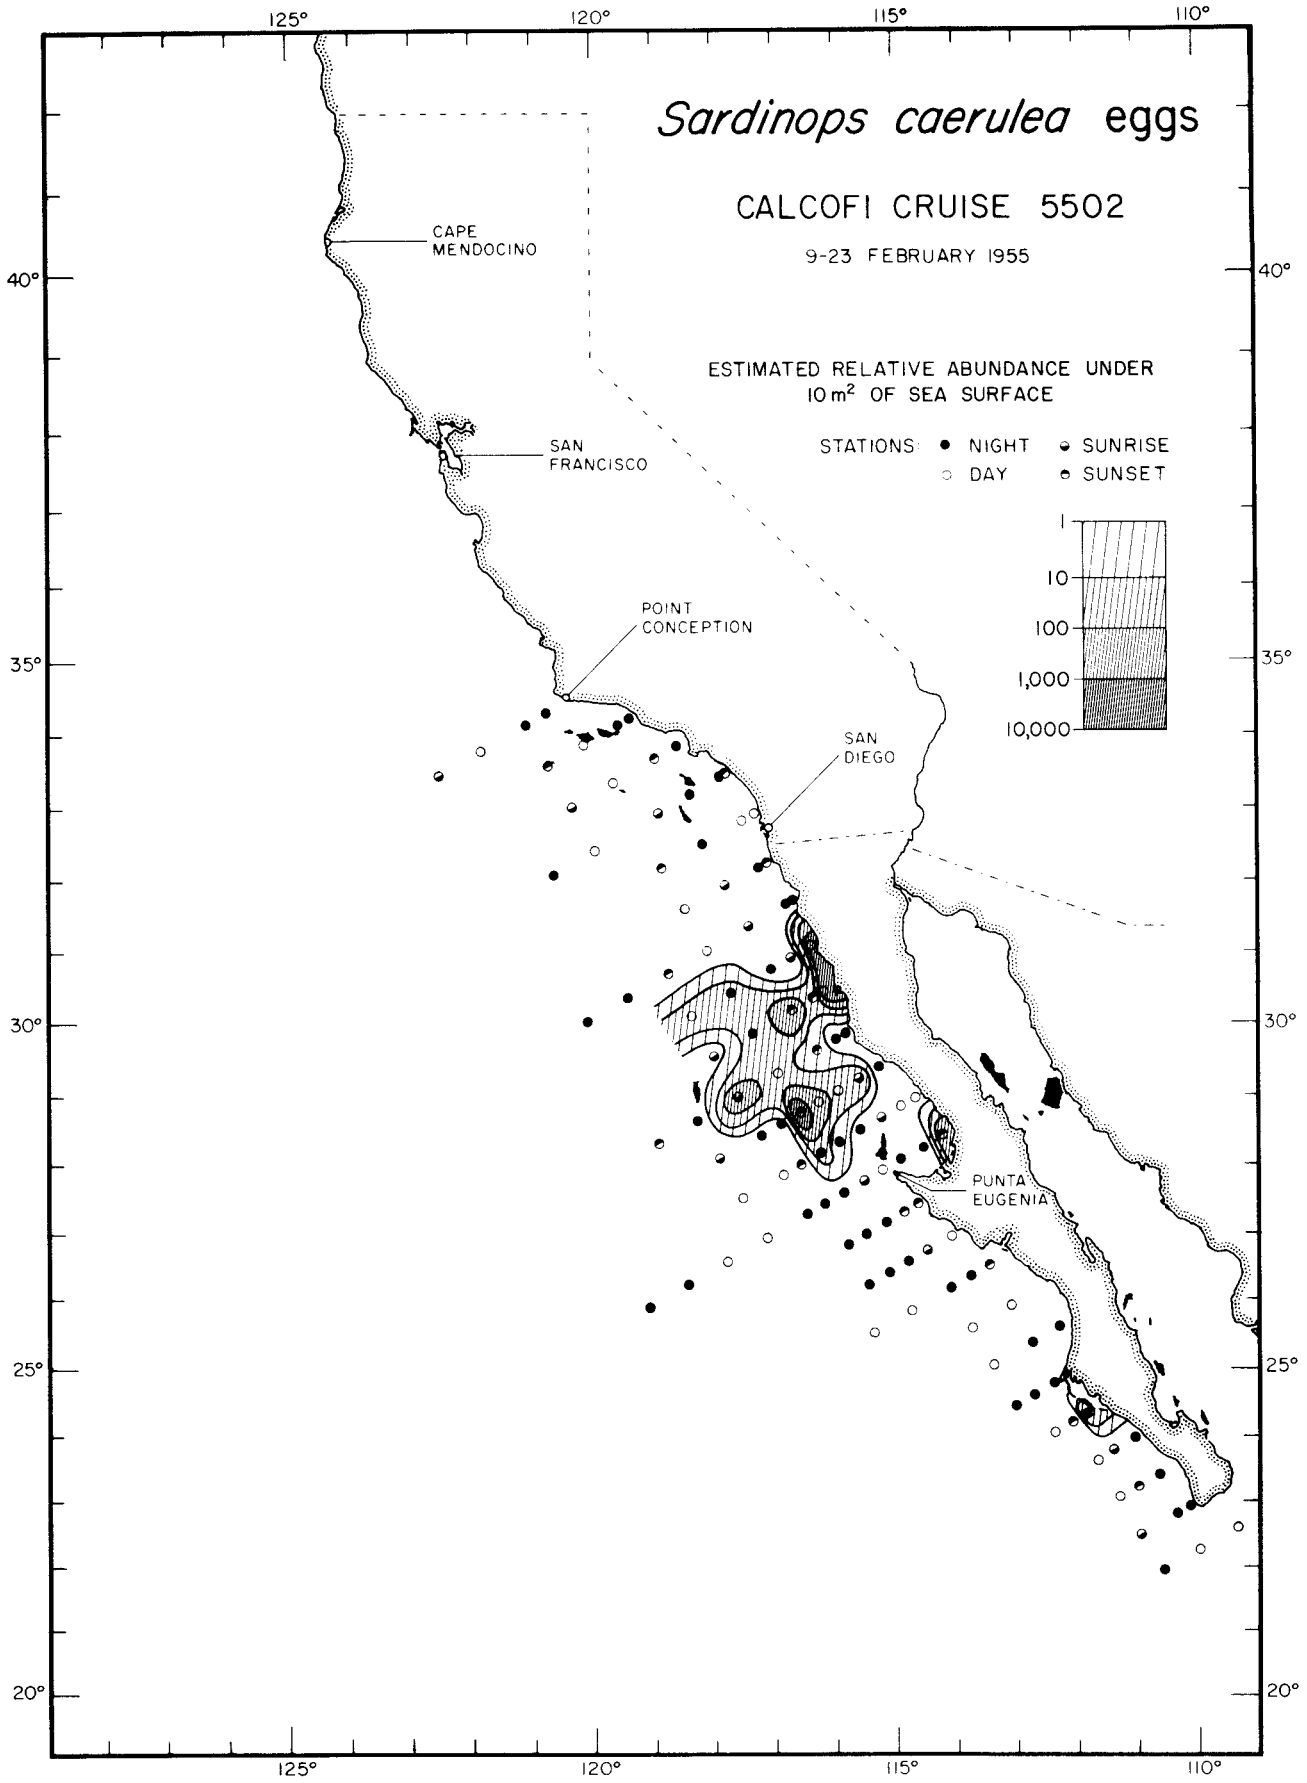 125° 120° 115° 110°
Sardinops caerulea eggs
CALCOFI CRUISE 5502
9-23 FEBRUARY 1955
CAPE
MENDOCINO
40° 40°
ESTIMATED RELATIVE ABUNDANCE UNDER
10 m² OF SEA SURFACE
STATIONS: ● NIGHT ◒ SUNRISE
○ DAY ◓ SUNSET
SAN
FRANCISCO
1
10
100
1,000
10,000
POINT
CONCEPTION
35° 35°
SAN
DIEGO
30° 30°
PUNTA
EUGENIA
25° 25°
20° 20°
125° 120° 115° 110°